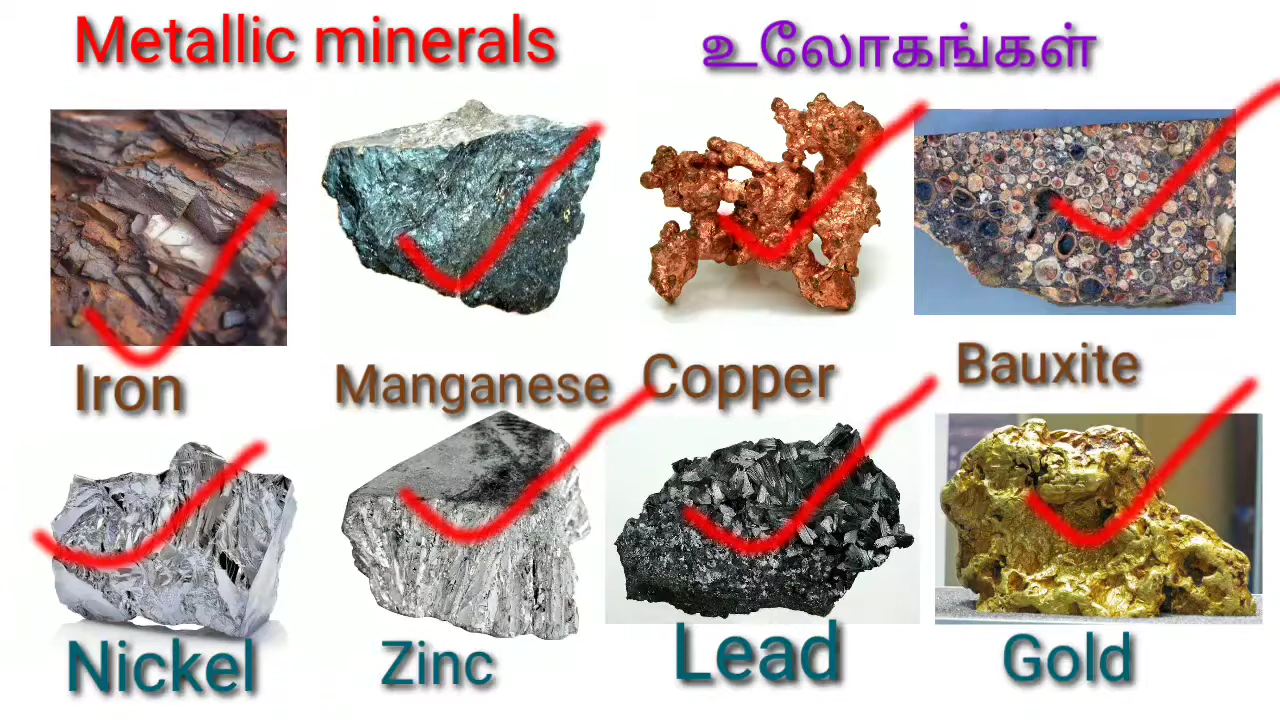 Metallic minerals
உலோகங்கள்
Iron
Manganese
Copper
Bauxite
Nickel
Zinc
Lead
Gold